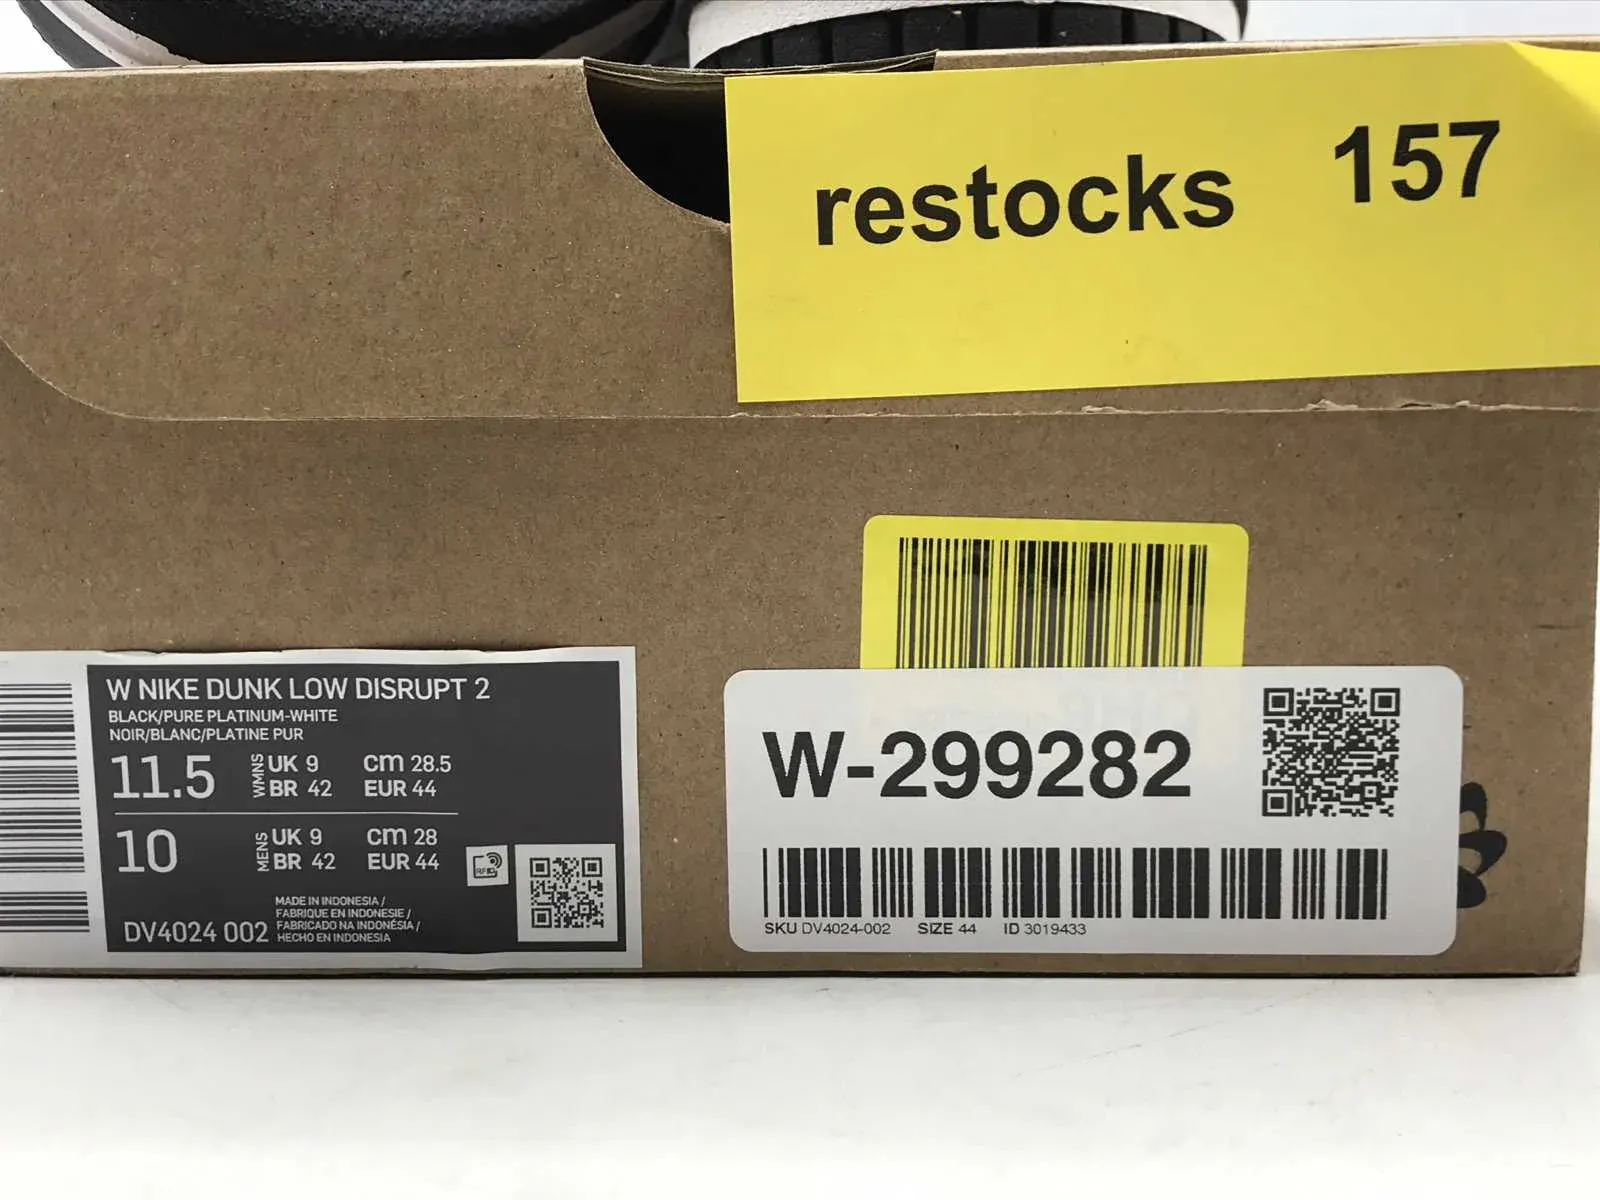 restocks 157
W NIKE DUNK LOW DISRUPT 2
BLACK/PURE PLATINUM-WHITE
NOIR/BLANC/PLATINE PUR
11.5 WMNS UK 9 CM 28.5
BR 42 EUR 44
10 MENS UK 9 CM 28
BR 42 EUR 44
RFID
MADE IN INDONESIA /
FABRIQUE EN INDONESIE /
FABRICADO NA INDONÉSIA /
HECHO EN INDONESIA
DV4024 002
W-299282
SKU DV4024-002 SIZE 44 ID 3019433